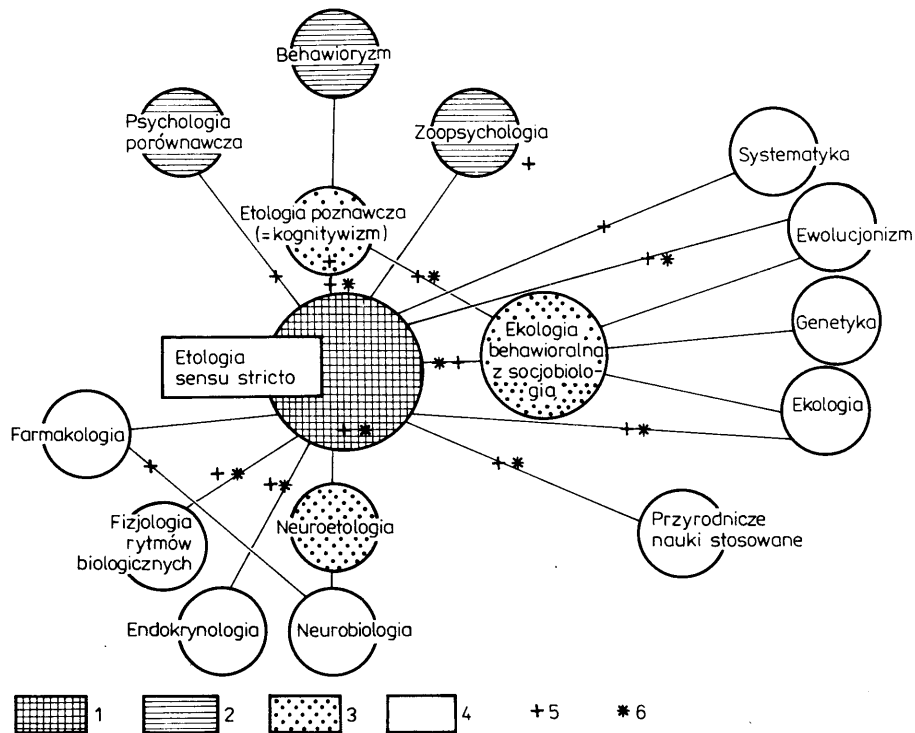 Behawioryzm
Psychologia
porównawcza
Zoopsychologia
+
Systematyka
Etologia poznawcza
(=kognitywizm)
+
Ewolucjonizm
+ *
+
+ *
+
+ *
Genetyka
Ekologia
behawioralna
z socjobiolo-
gią
* +
Etologia
sensu stricto
Ekologia
Farmakologia
+ *
+ *
+
+ *
+ *
+ *
Fizjologia
rytmów
biologicznych
Neuroetologia
Przyrodnicze
nauki stosowane
Endokrynologia
Neurobiologia
1
2
3
4
+ 5
* 6